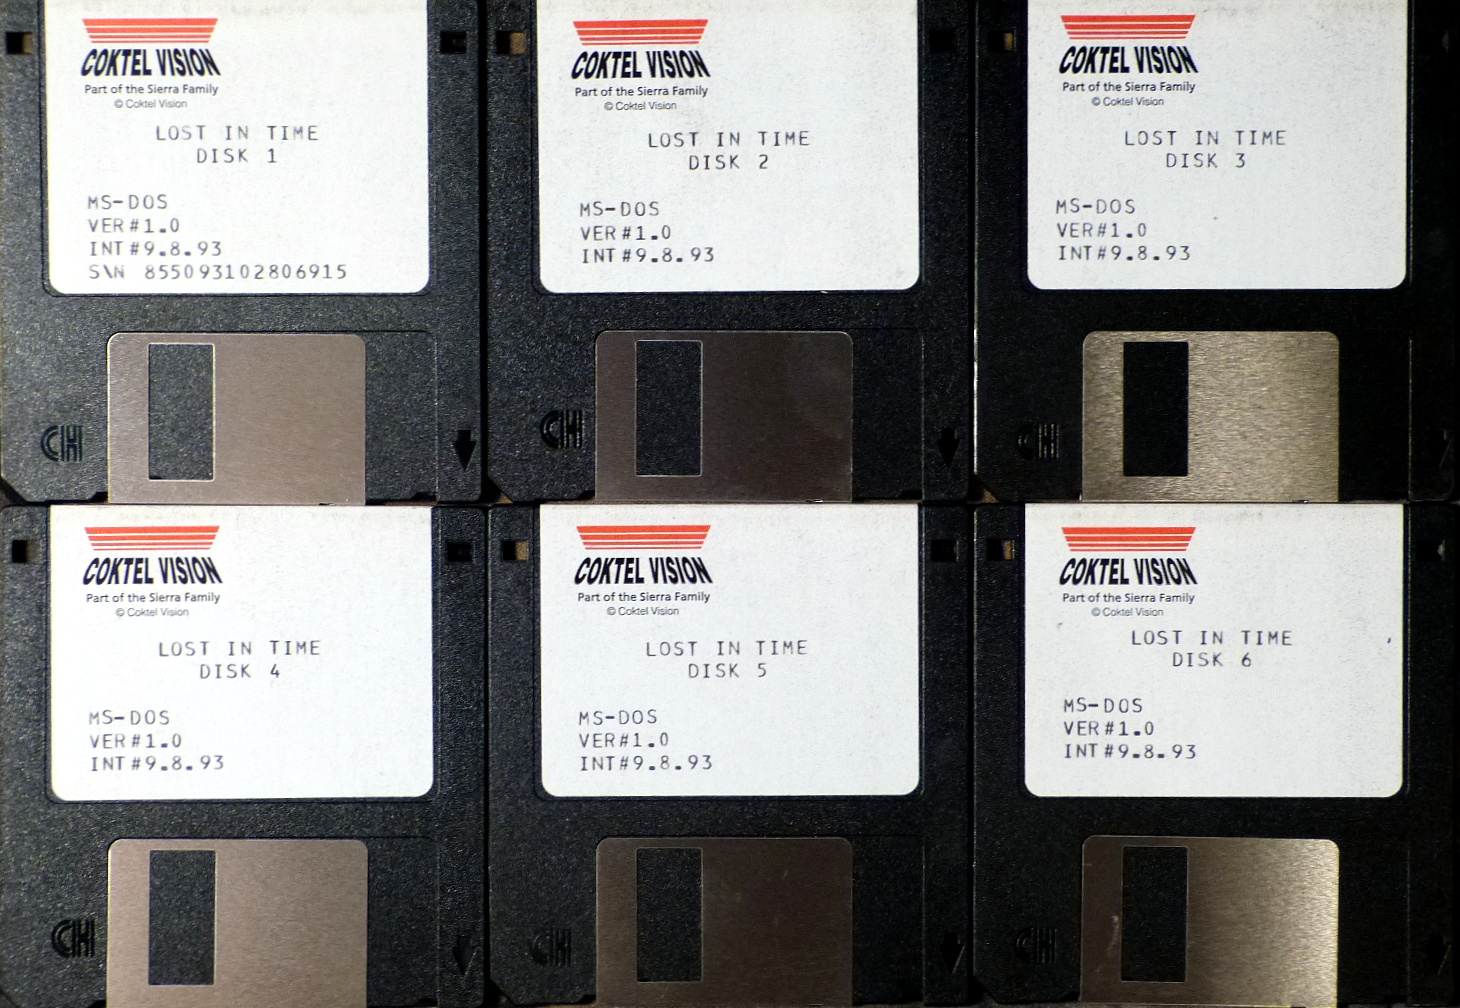 COKTEL VISION
Part of the Sierra Family
© Coktel Vision
LOST IN TIME
DISK 1
MS-DOS
VER#1.0
INT#9.8.93
S\N 855093102806915
CH
COKTEL VISION
Part of the Sierra Family
© Coktel Vision
LOST IN TIME
DISK 2
MS-DOS
VER#1.0
INT#9.8.93
CH
COKTEL VISION
Part of the Sierra Family
© Coktel Vision
LOST IN TIME
DISK 3
MS-DOS
VER#1.0
INT#9.8.93
CH
COKTEL VISION
Part of the Sierra Family
© Coktel Vision
LOST IN TIME
DISK 4
MS-DOS
VER#1.0
INT#9.8.93
CH
COKTEL VISION
Part of the Sierra Family
© Coktel Vision
LOST IN TIME
DISK 5
MS-DOS
VER#1.0
INT#9.8.93
CH
COKTEL VISION
Part of the Sierra Family
© Coktel Vision
LOST IN TIME
DISK 6
MS-DOS
VER#1.0
INT#9.8.93
CH